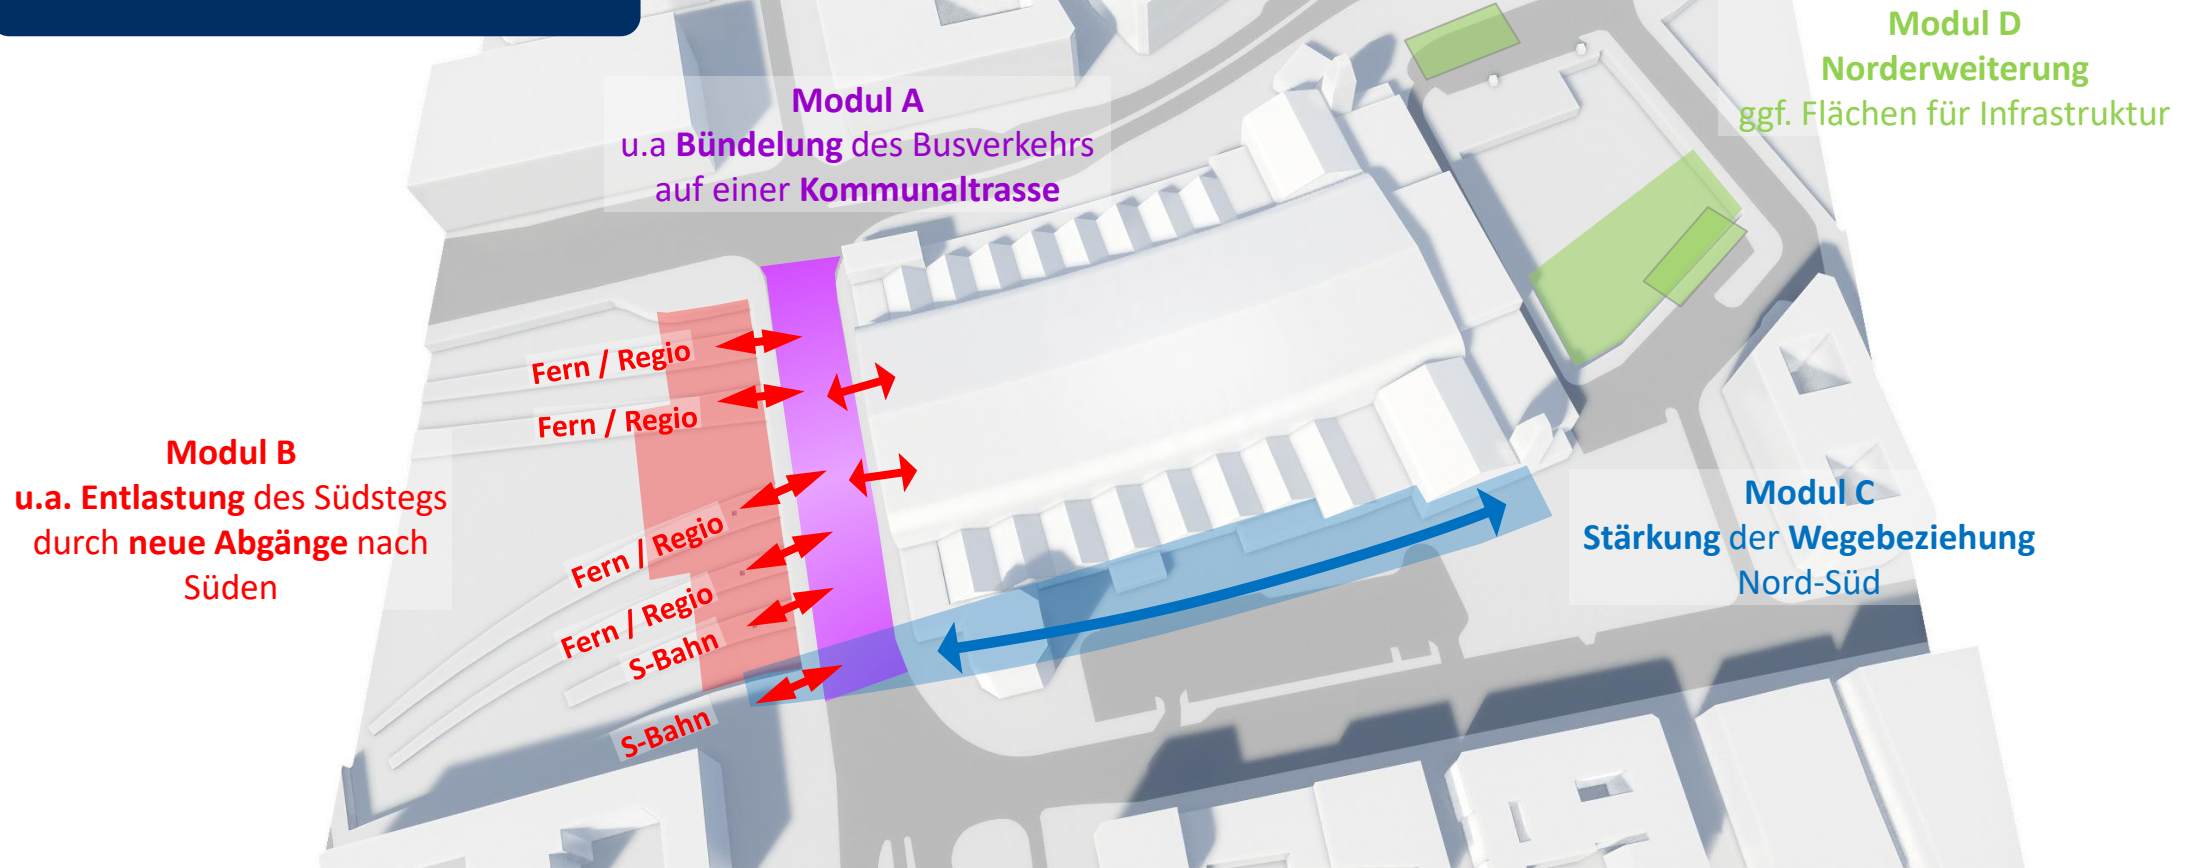 Modul D
Norderweiterung
ggf. Flächen für Infrastruktur
Modul A
u.a Bündelung des Busverkehrs
auf einer Kommunaltrasse
Fern / Regio
Fern / Regio
Modul B
u.a. Entlastung des Südstegs
durch neue Abgänge nach
Süden
Modul C
Stärkung der Wegebeziehung
Nord-Süd
Fern / Regio
Fern / Regio
S-Bahn
S-Bahn